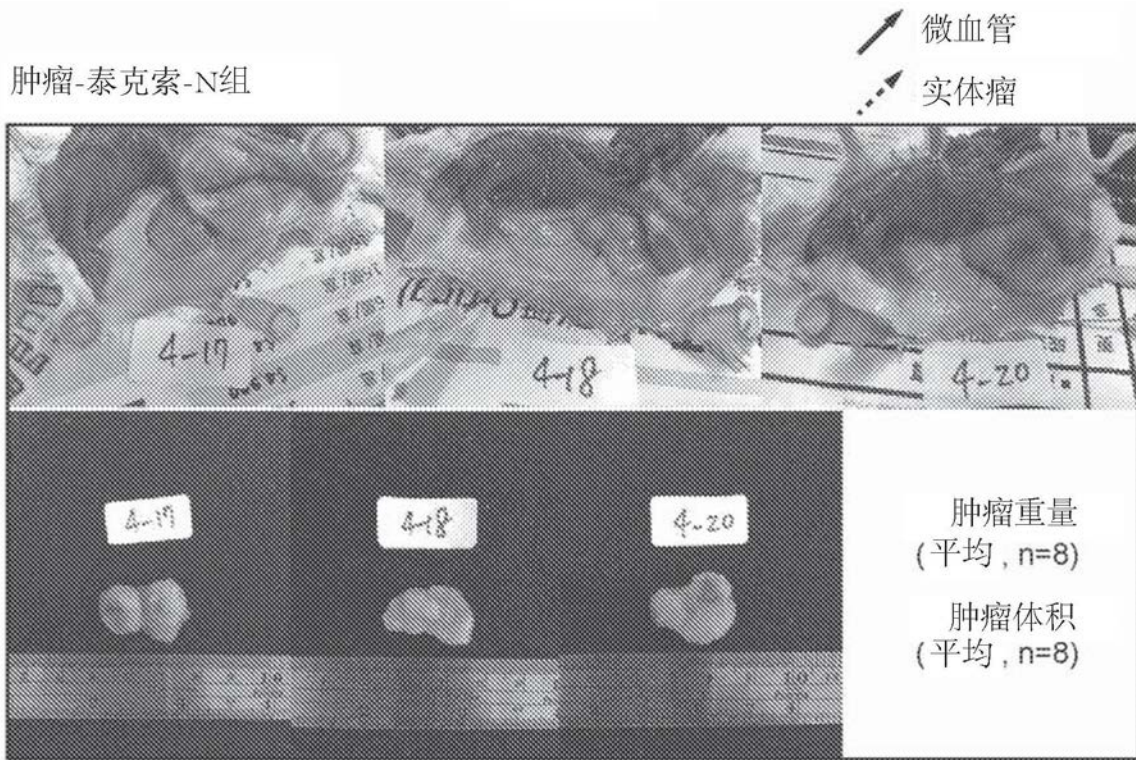 微血管
肿瘤-泰克索-N组
实体瘤
4-17
4-18
4-20
4-17
4-18
4-20
肿瘤重量
(平均 , n=8)
肿瘤体积
(平均 , n=8)